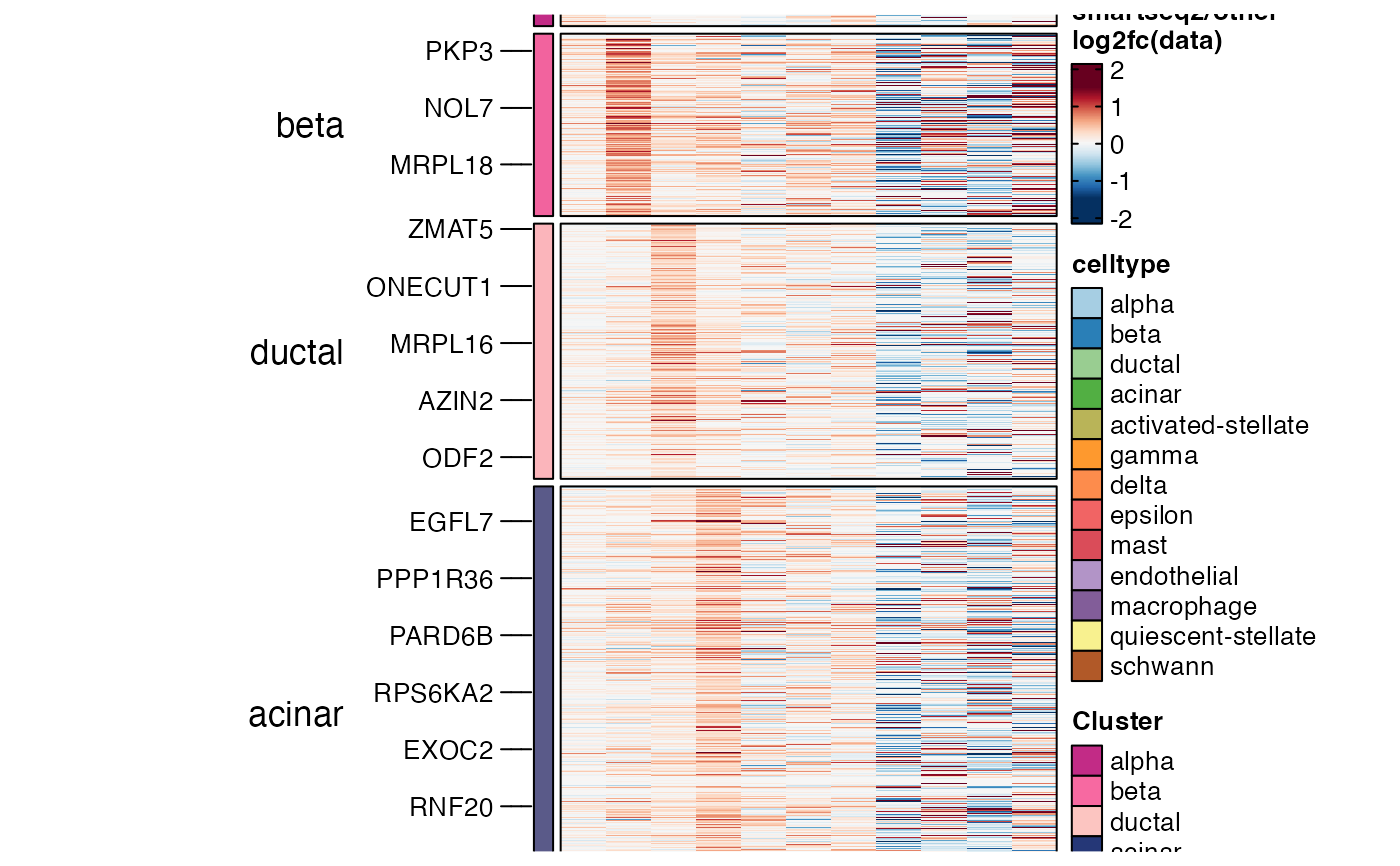 smartseq2/other
log2fc(data)
2
1
0
-1
-2
beta
PKP3
NOL7
MRPL18
ductal
ZMAT5
ONECUT1
MRPL16
AZIN2
ODF2
acinar
EGFL7
PPP1R36
PARD6B
RPS6KA2
EXOC2
RNF20
celltype
alpha
beta
ductal
acinar
activated-stellate
gamma
delta
epsilon
mast
endothelial
macrophage
quiescent-stellate
schwann
Cluster
alpha
beta
ductal
acinar